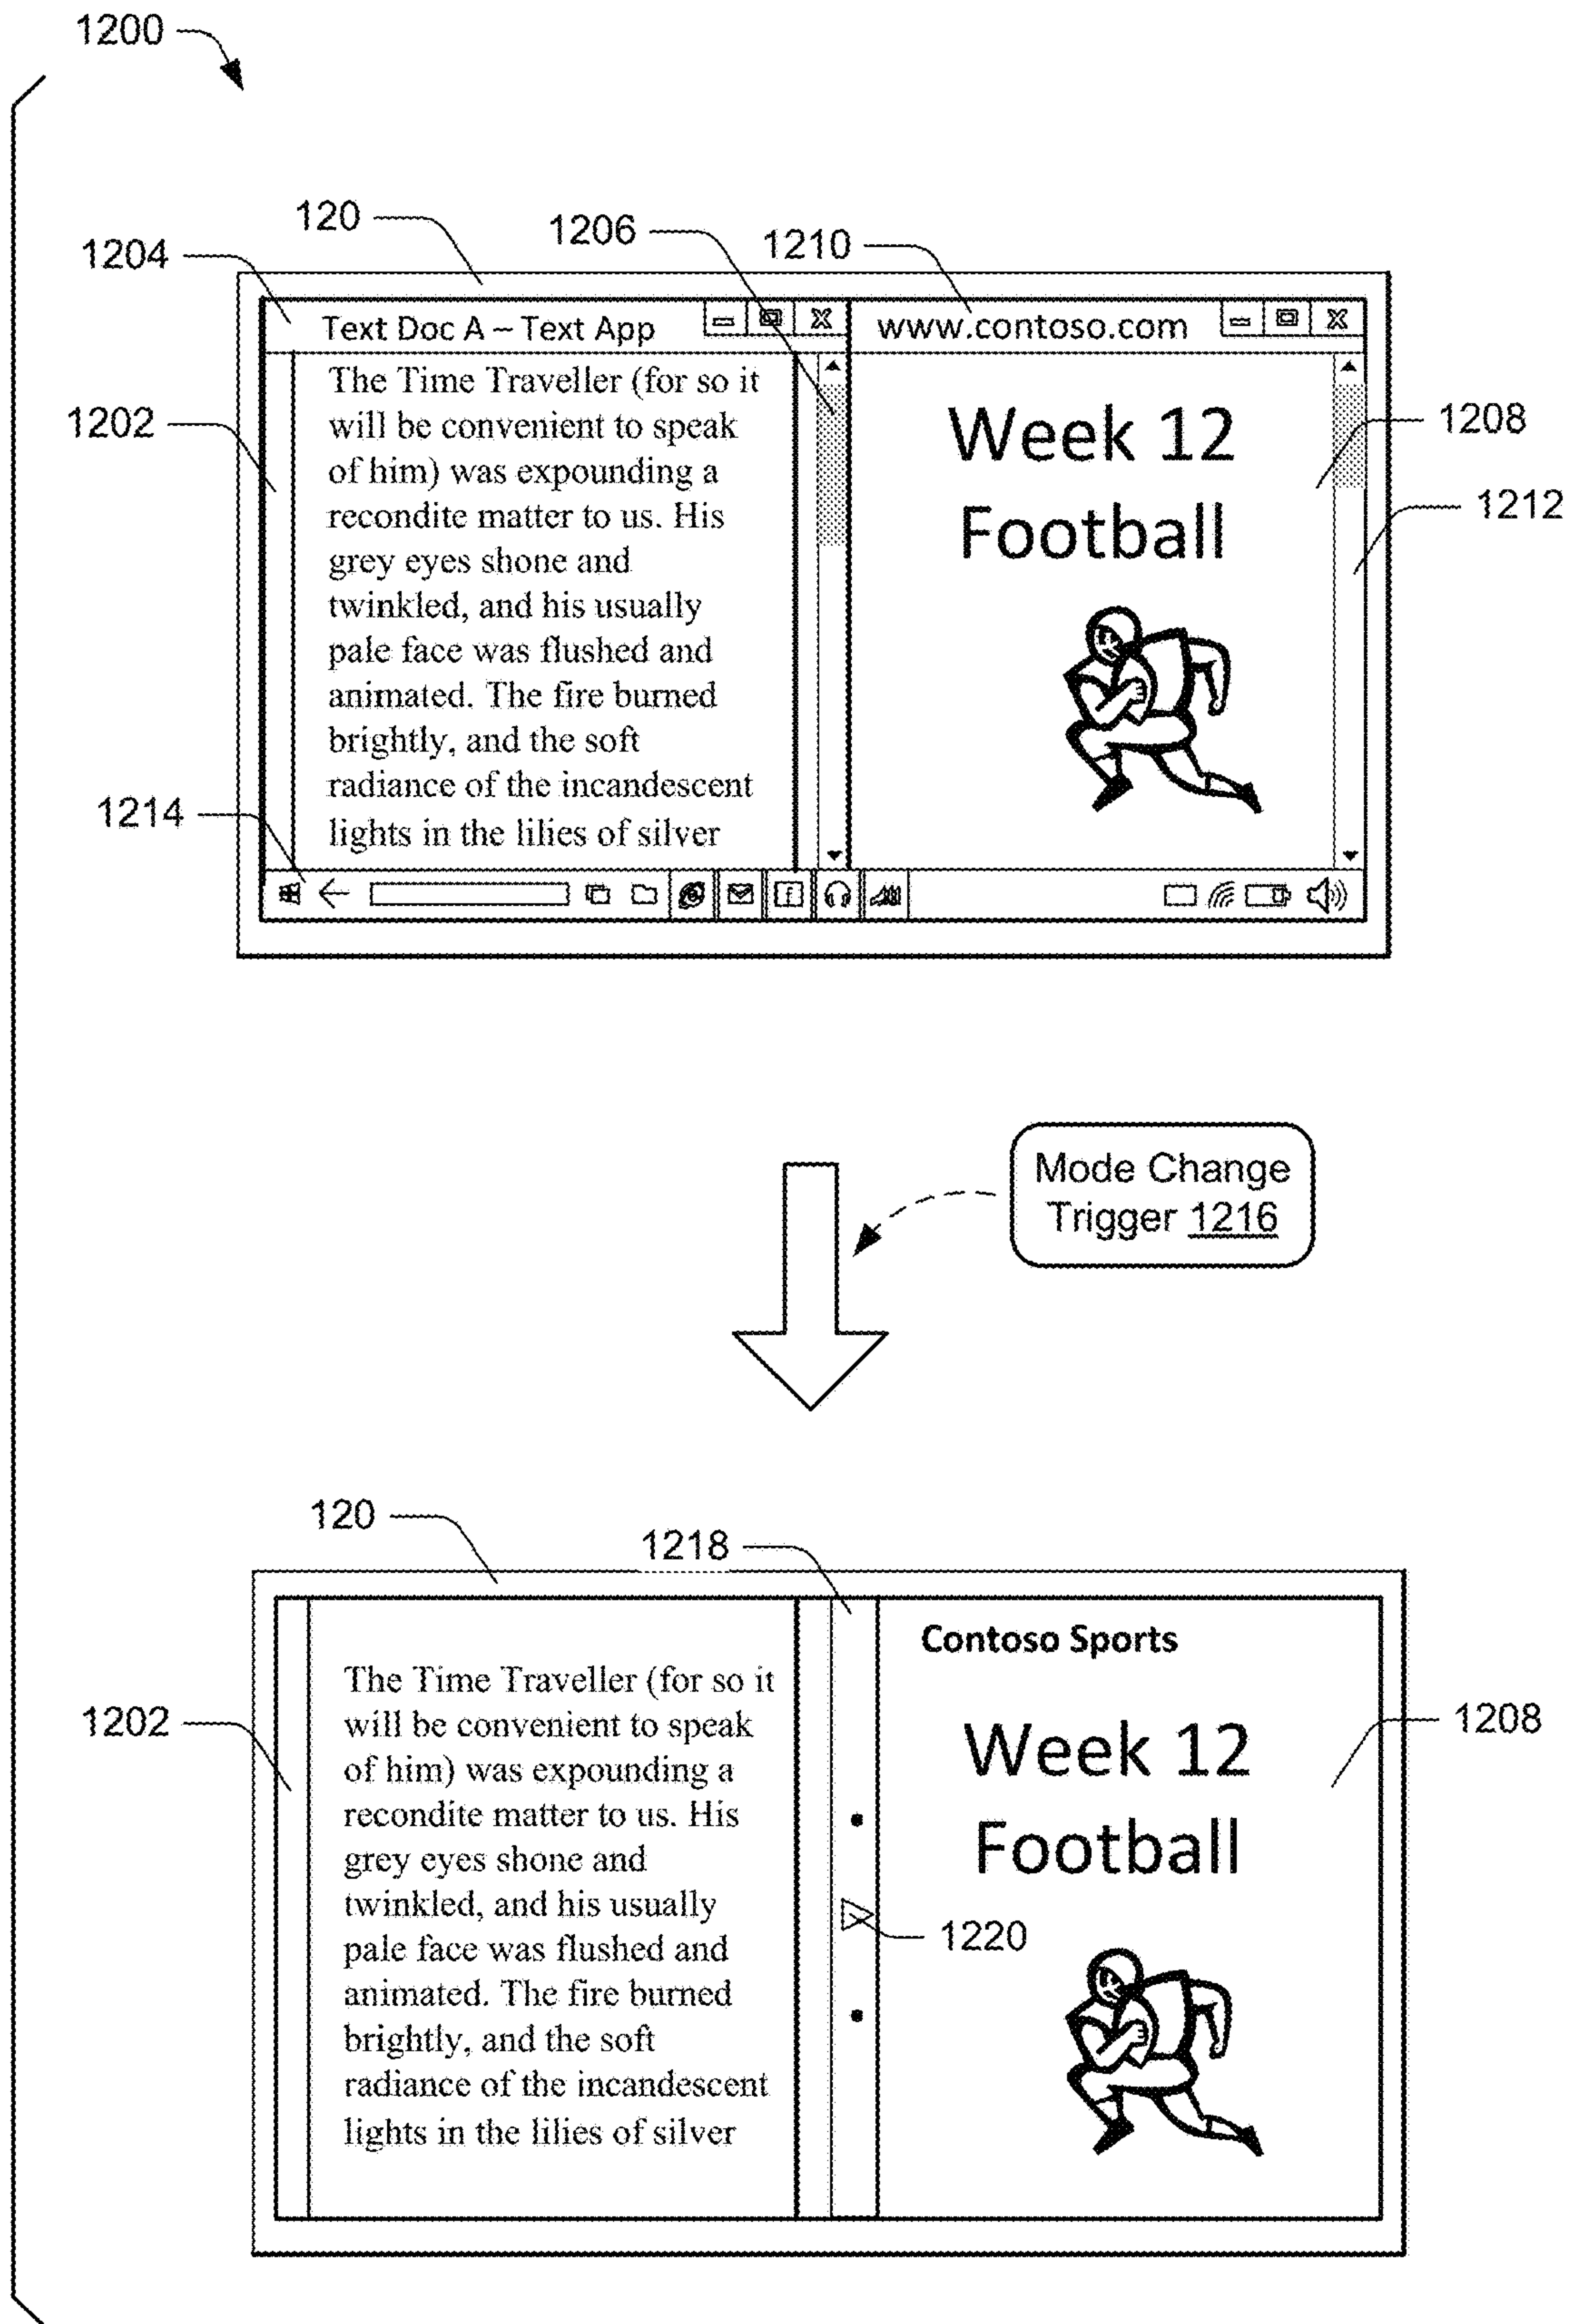 1200
120
1206
1210
1204
Text Doc A – Text App
www.contoso.com
1202
The Time Traveller (for so it
will be convenient to speak
of him) was expounding a
recondite matter to us. His
grey eyes shone and
twinkled, and his usually
pale face was flushed and
animated. The fire burned
brightly, and the soft
radiance of the incandescent
lights in the lilies of silver
Week 12
Football
1208
1212
1214
f
Mode Change
Trigger 1216
120
1218
1202
The Time Traveller (for so it
will be convenient to speak
of him) was expounding a
recondite matter to us. His
grey eyes shone and
twinkled, and his usually
pale face was flushed and
animated. The fire burned
brightly, and the soft
radiance of the incandescent
lights in the lilies of silver
Contoso Sports
Week 12
Football
1208
1220